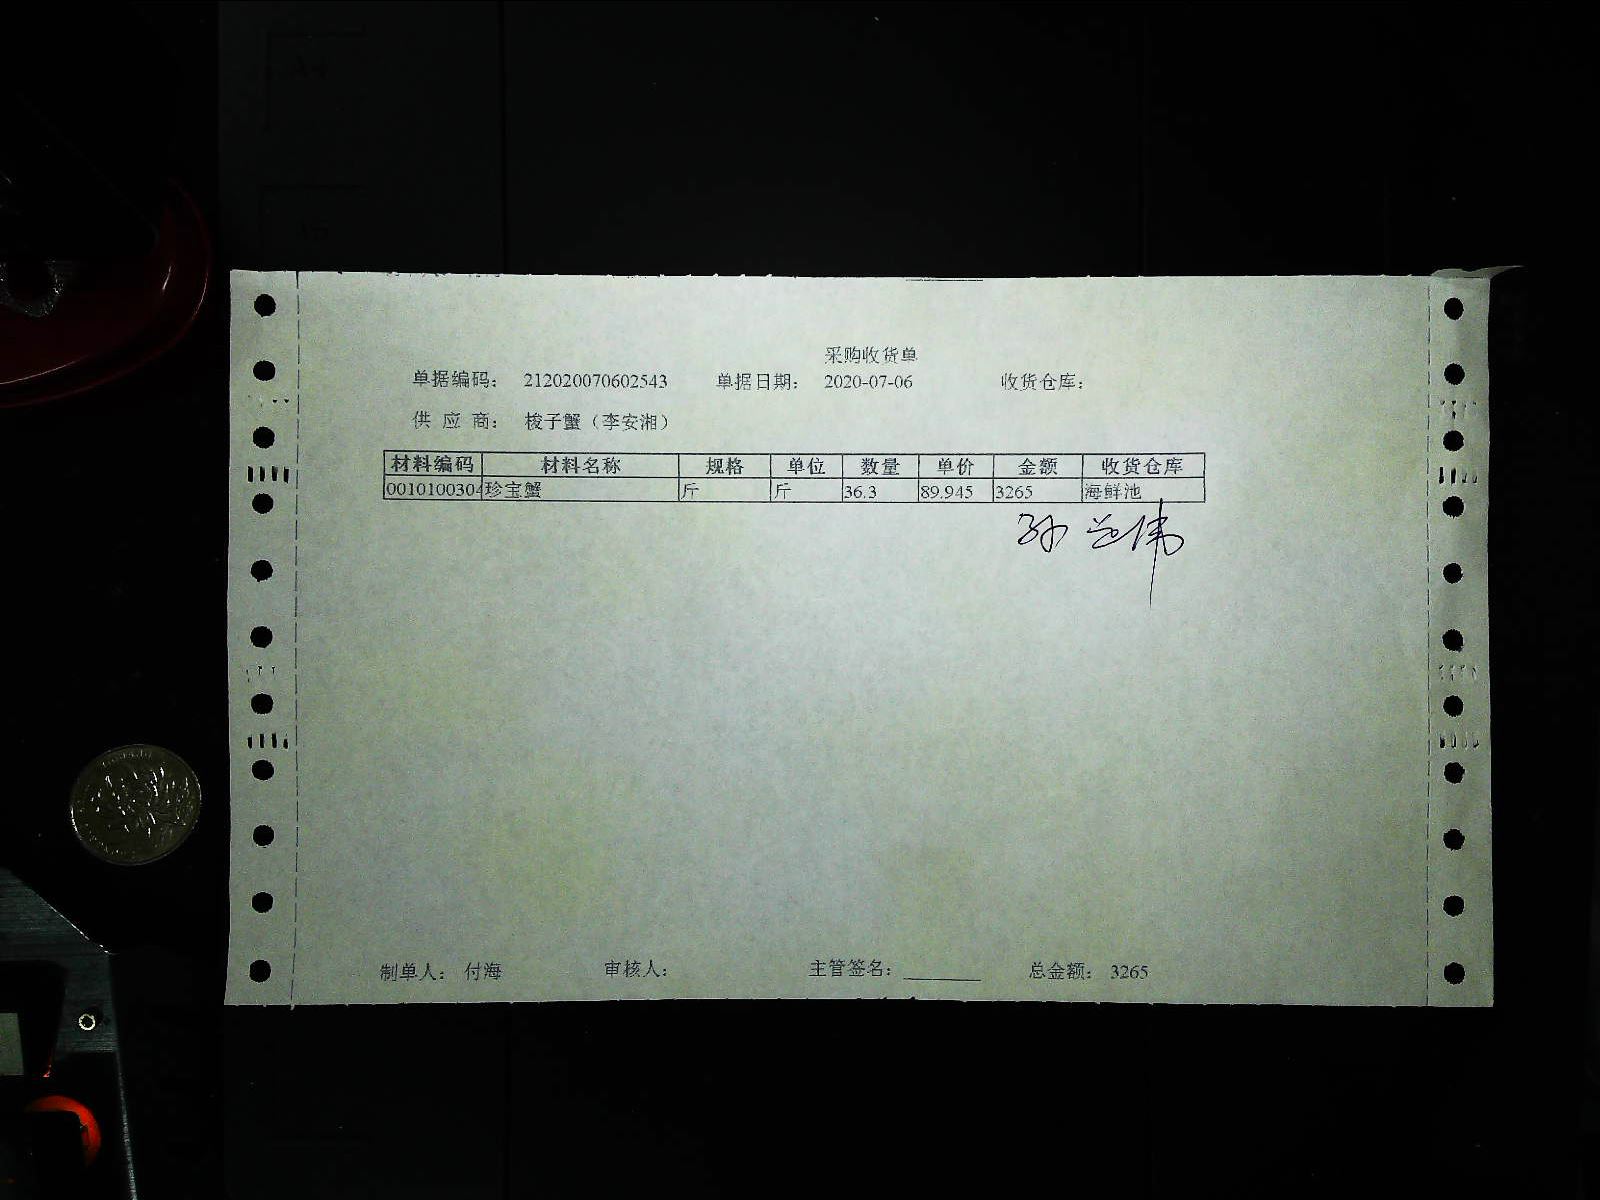 采购收货单
单据编码： 212020070602543 单据日期： 2020-07-06 收货仓库：
供 应 商： 梭子蟹（李安湘）
材料编码 材料名称 规格 单位 数量 单价 金额 收货仓库
0010100304 珍宝蟹 斤 斤 36.3 89.945 3265 海鲜池
孙 伟
制单人： 付海 审核人： 主管签名： 总金额： 3265